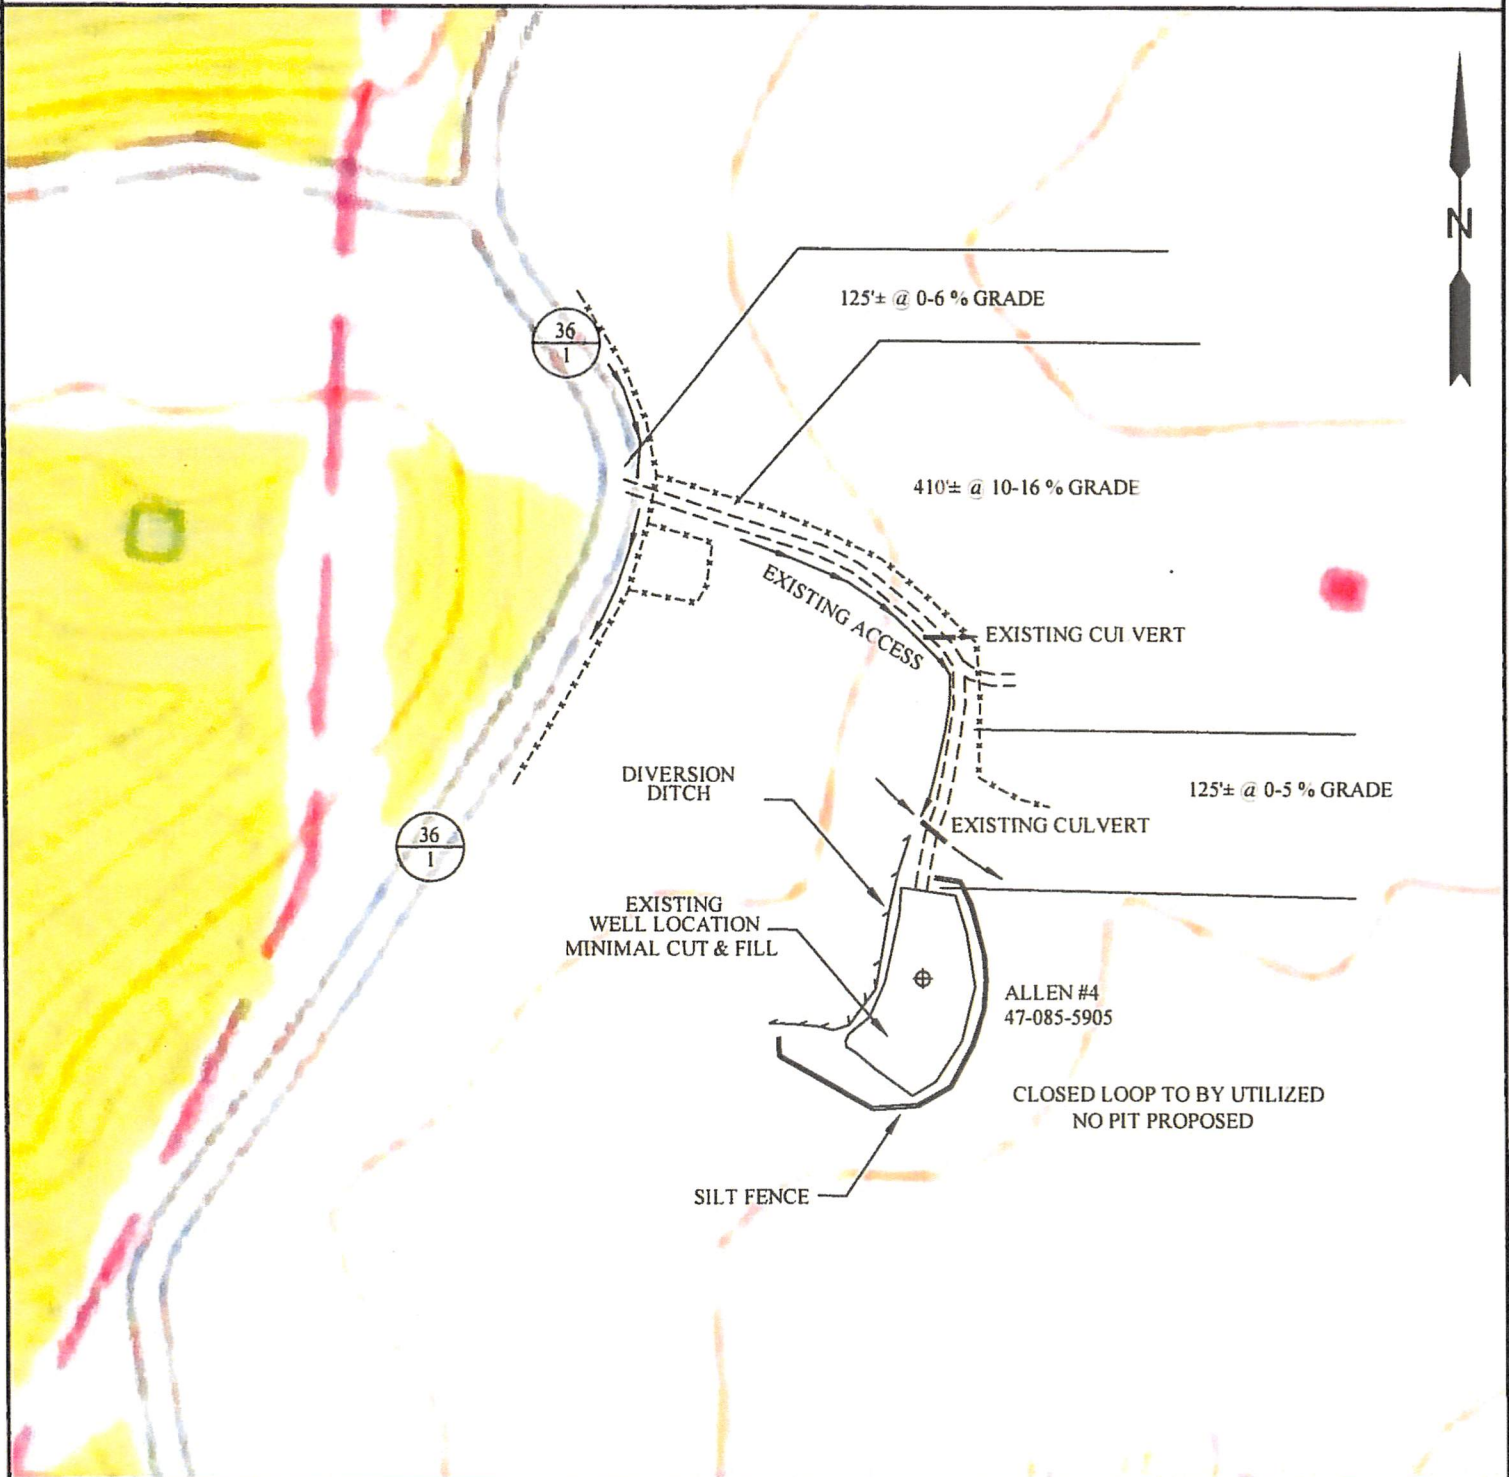 N
125'± @ 0-6 % GRADE
36
1
410'± @ 10-16 % GRADE
EXISTING ACCESS
EXISTING CULVERT
DIVERSION
DITCH
125'± @ 0-5 % GRADE
EXISTING CULVERT
36
1
EXISTING
WELL LOCATION
MINIMAL CUT & FILL
ALLEN #4
47-085-5905
CLOSED LOOP TO BY UTILIZED
NO PIT PROPOSED
SILT FENCE